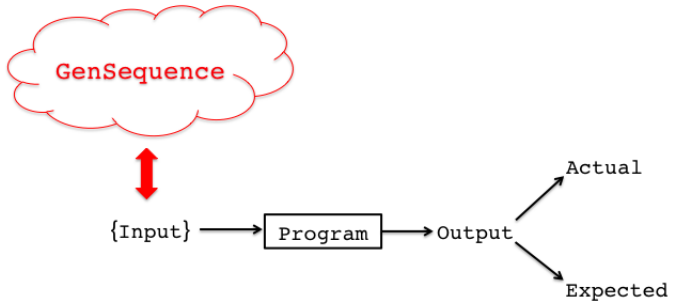 GenSequence
{Input}
Program
Output
Actual
Expected